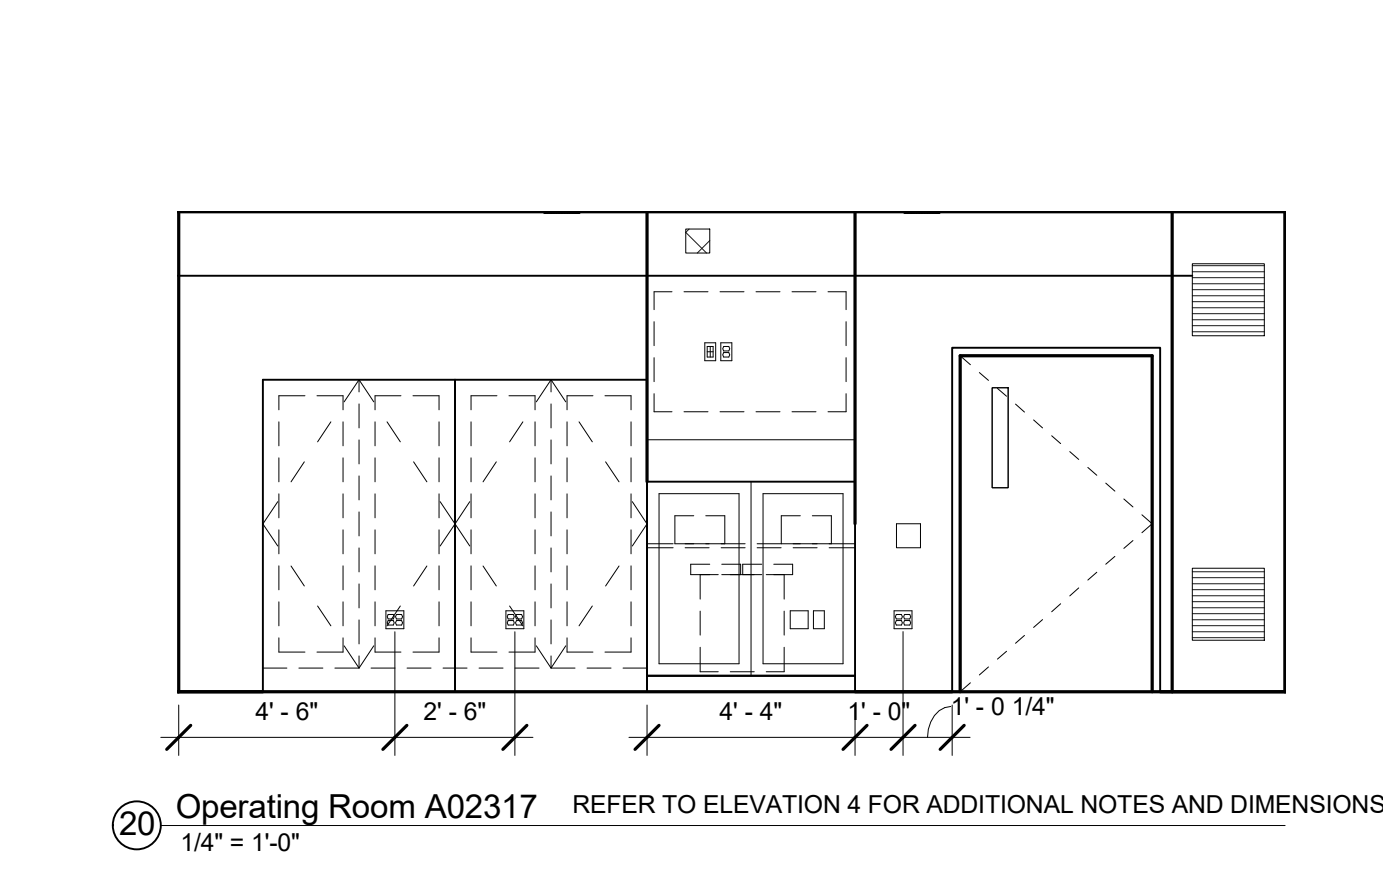 4' - 6" 2' - 6" 4' - 4" 1' - 0" 1' - 0 1/4"
20 Operating Room A02317 REFER TO ELEVATION 4 FOR ADDITIONAL NOTES AND DIMENSIONS
1/4" = 1'-0"